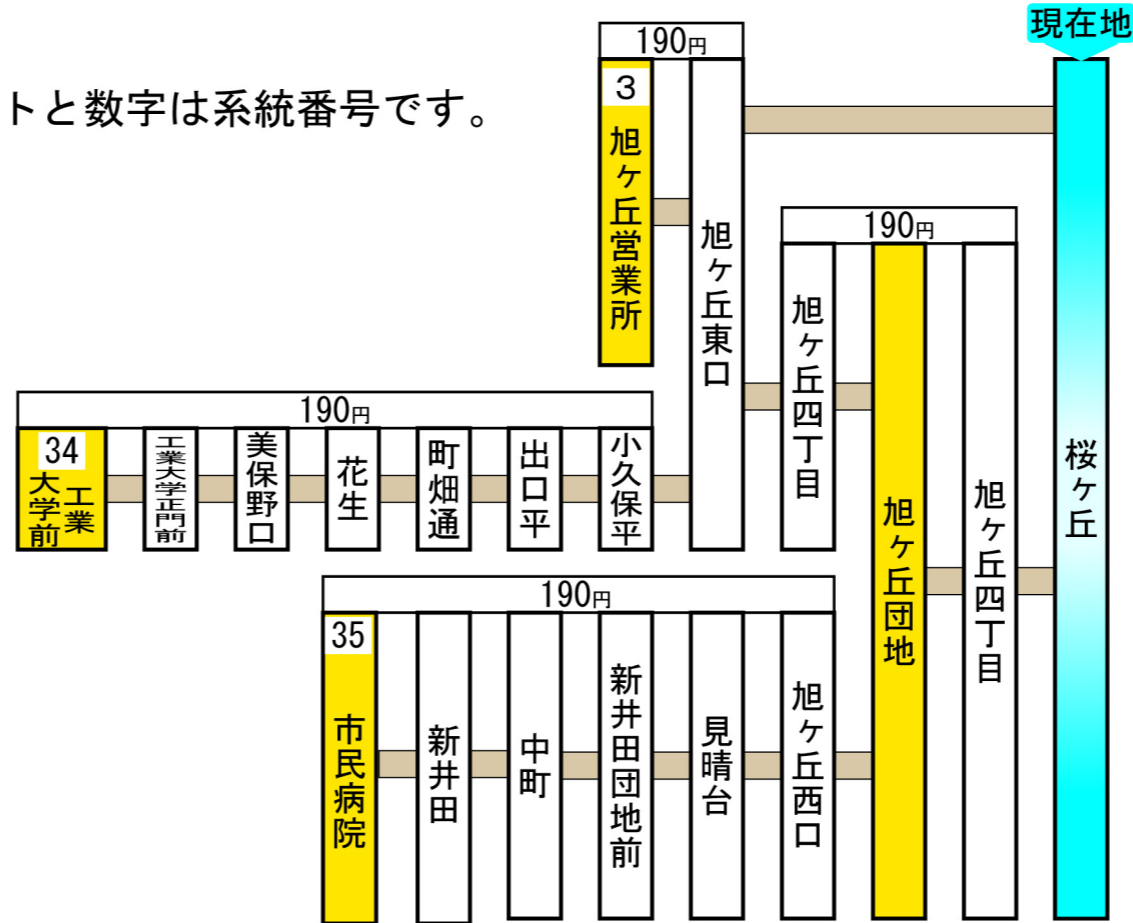 現在地
190円
3
旭ヶ丘営業所
トと数字は系統番号です。
旭ヶ丘東口
190円
旭ヶ丘四丁目
旭ヶ丘団地
旭ヶ丘四丁目
桜ヶ丘
190円
34
工業
大学前
工業大学正門前
美保野口
花生
町畑通
出口平
小久保平
190円
35
市民病院
新井田
中町
新井田団地前
見晴台
旭ヶ丘西口